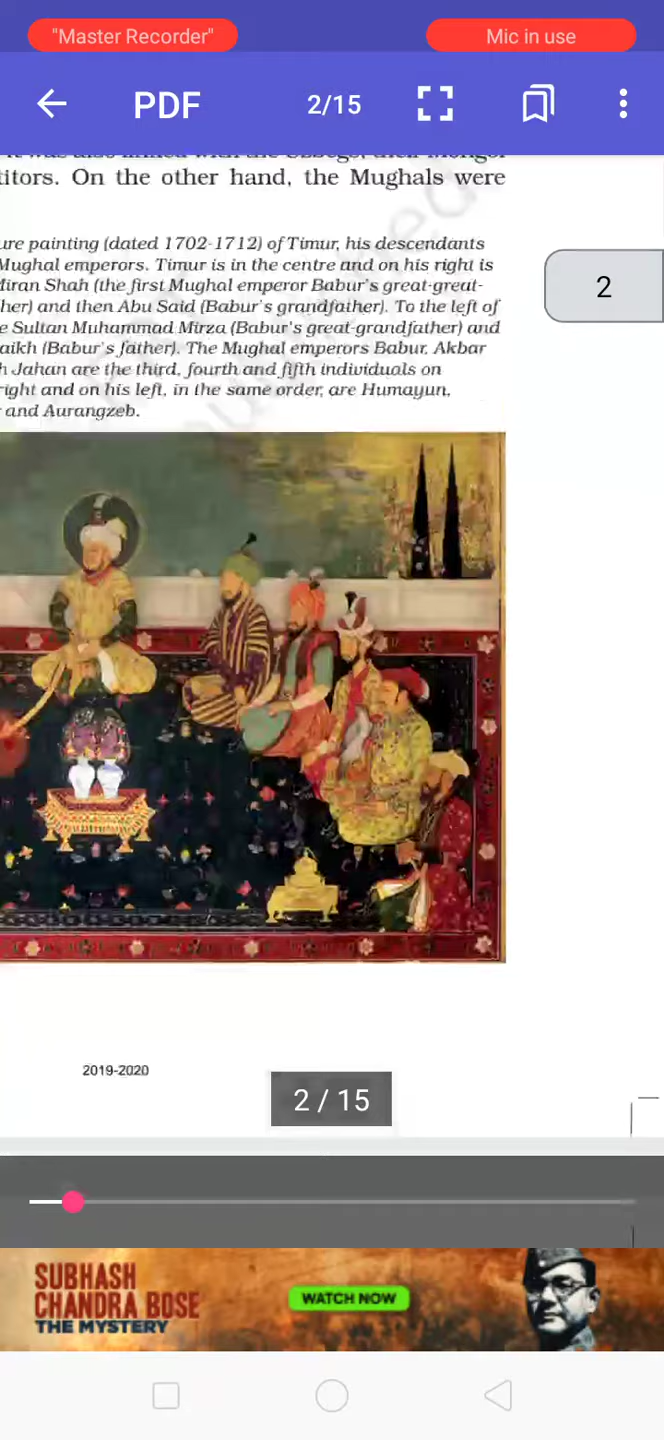 "Master Recorder"
Mic in use
PDF
2/15
titors. On the other hand, the Mughals were
ure painting (dated 1702-1712) of Timur, his descendants
Mughal emperors. Timur is in the centre and on his right is
Miran Shah (the first Mughal emperor Babur's great-great-
her) and then Abu Said (Babur's grandfather). To the left of
e Sultan Muhammad Mirza (Babur's great-grandfather) and
aikh (Babur's father). The Mughal emperors Babur, Akbar
h Jahan are the third, fourth and fifth individuals on
right and on his left, in the same order, are Humayun,
and Aurangzeb.
2
2019-2020
2 / 15
SUBHASH
CHANDRA BOSE
THE MYSTERY
WATCH NOW